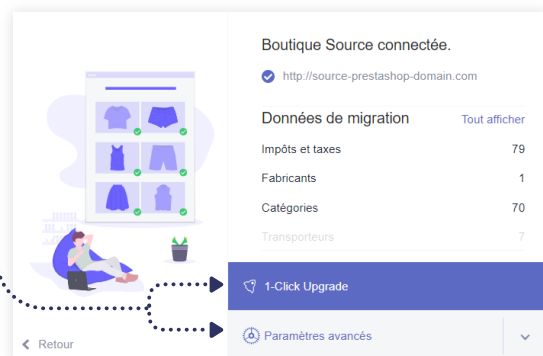 Boutique Source connectée.
http://source-prestashop-domain.com
Données de migration Tout afficher
Impôts et taxes 79
Fabricants 1
Catégories 70
Transporteurs 7
1-Click Upgrade
Paramètres avancés
Retour